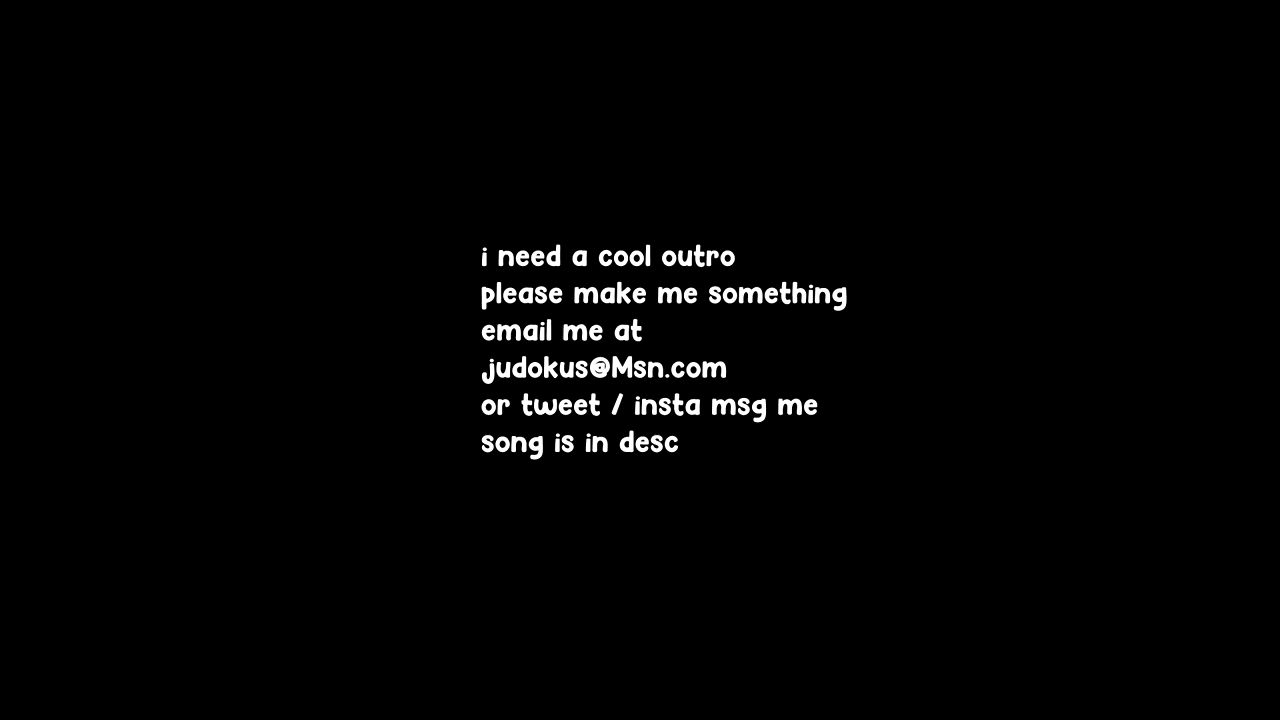 i need a cool outro
please make me something
email me at
judokus@Msn.com
or tweet / insta msg me
song is in desc